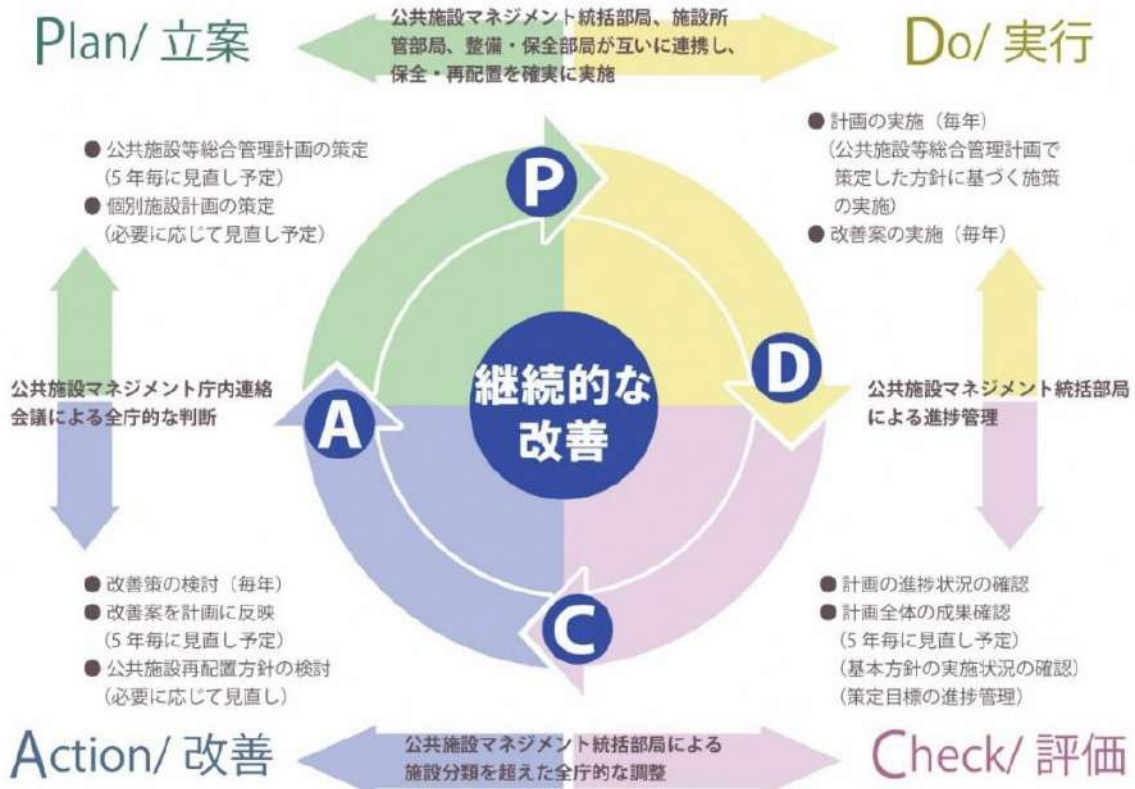 Plan/ 立案
公共施設マネジメント統括部局、施設所
管部局、整備・保全部局が互いに連携し、
保全・再配置を確実に実施
Do/ 実行
● 公共施設等総合管理計画の策定
(5年毎に見直し予定)
● 個別施設計画の策定
(必要に応じて見直し予定)
● 計画の実施(毎年)
(公共施設等総合管理計画で
策定した方針に基づく施策
の実施)
● 改善案の実施(毎年)
P
D
C
A
継続的な
改善
公共施設マネジメント庁内連絡
会議による全庁的な判断
公共施設マネジメント統括部局
による進捗管理
● 改善策の検討(毎年)
● 改善案を計画に反映
(5年毎に見直し予定)
● 公共施設再配置方針の検討
(必要に応じて見直し)
● 計画の進捗状況の確認
● 計画全体の成果確認
(5年毎に見直し予定)
(基本方針の実施状況の確認)
(策定目標の進捗管理)
Action/ 改善
公共施設マネジメント統括部局による
施設分類を超えた全庁的な調整
Check/ 評価